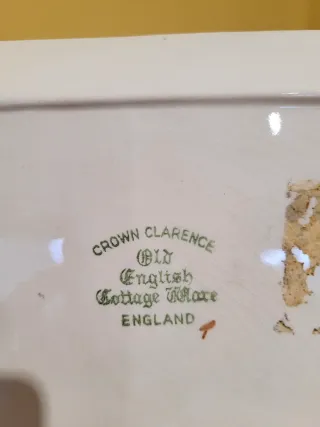 CROWN CLARENCE
Old
English
Cottage Ware
ENGLAND